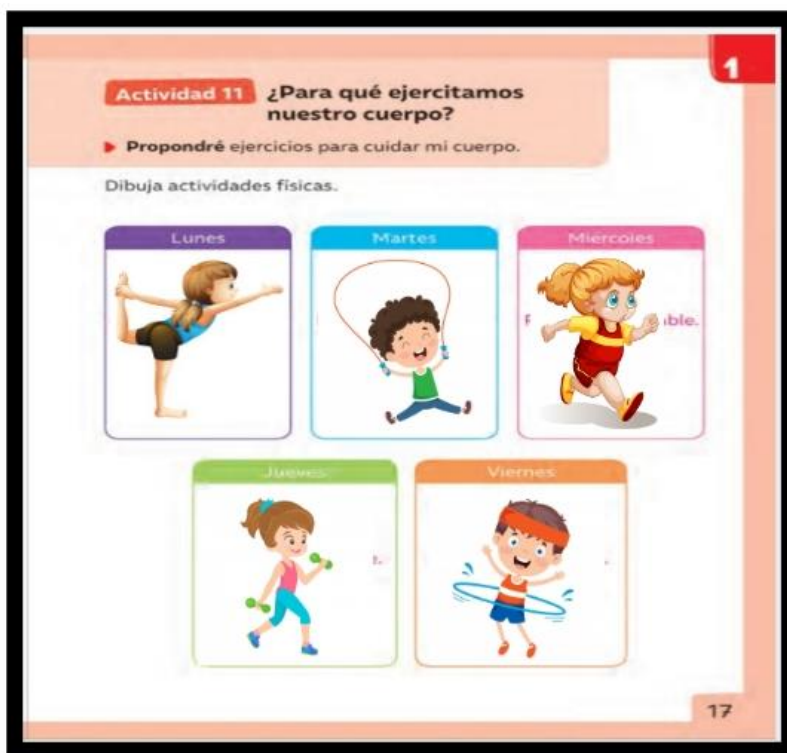 1
Actividad 11 ¿Para qué ejercitamos
nuestro cuerpo?
Propondré ejercicios para cuidar mi cuerpo.
Dibuja actividades físicas.
Lunes Martes Miércoles
Jueves Viernes
17